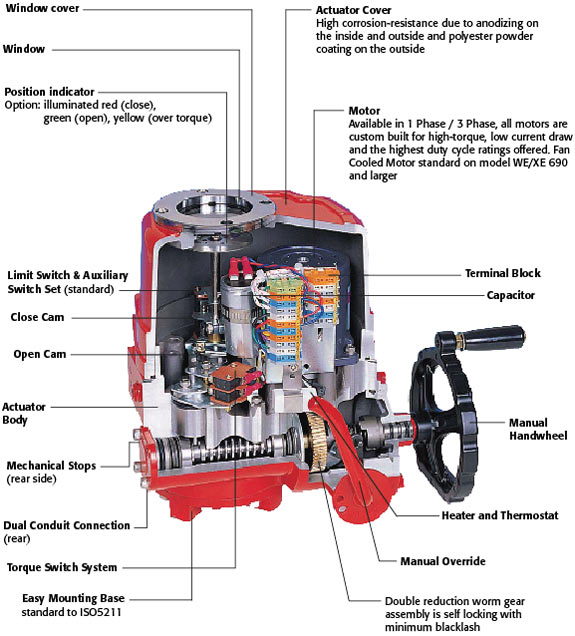 Window cover
Window
Position indicator
Option: illuminated red (close),
green (open), yellow (over torque)
Actuator Cover
High corrosion-resistance due to anodizing on
the inside and outside and polyester powder
coating on the outside
Motor
Available in 1 Phase / 3 Phase, all motors are
custom built for high-torque, low current draw
and the highest duty cycle ratings offered. Fan
Cooled Motor standard on model WE/XE 690
and larger
Limit Switch & Auxiliary
Switch Set (standard)
Close Cam
Open Cam
Actuator
Body
Mechanical Stops
(rear side)
Dual Conduit Connection
(rear)
Torque Switch System
Easy Mounting Base
standard to ISO5211
Terminal Block
Capacitor
Manual
Handwheel
Heater and Thermostat
Manual Override
Double reduction worm gear
assembly is self locking with
minimum blacklash